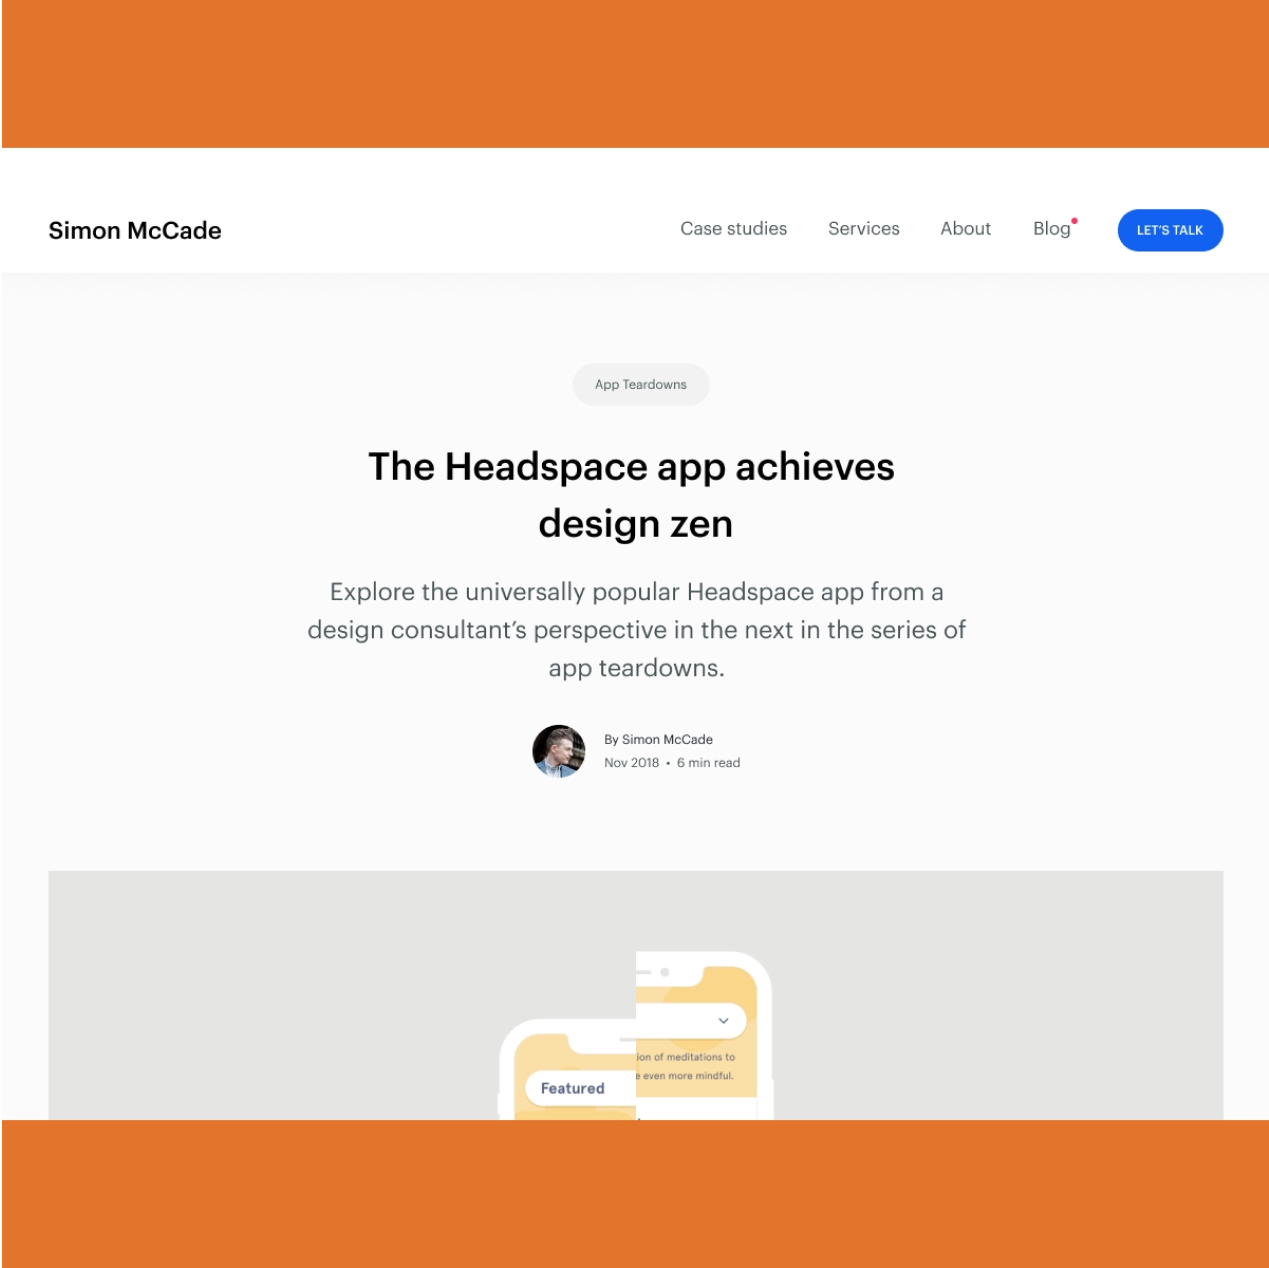 Simon McCade
Case studies
Services
About
Blog
LET'S TALK
App Teardowns
The Headspace app achieves
design zen
Explore the universally popular Headspace app from a
design consultant's perspective in the next in the series of
app teardowns.
By Simon McCade
Nov 2018 • 6 min read
ion of meditations to
e even more mindful.
Featured